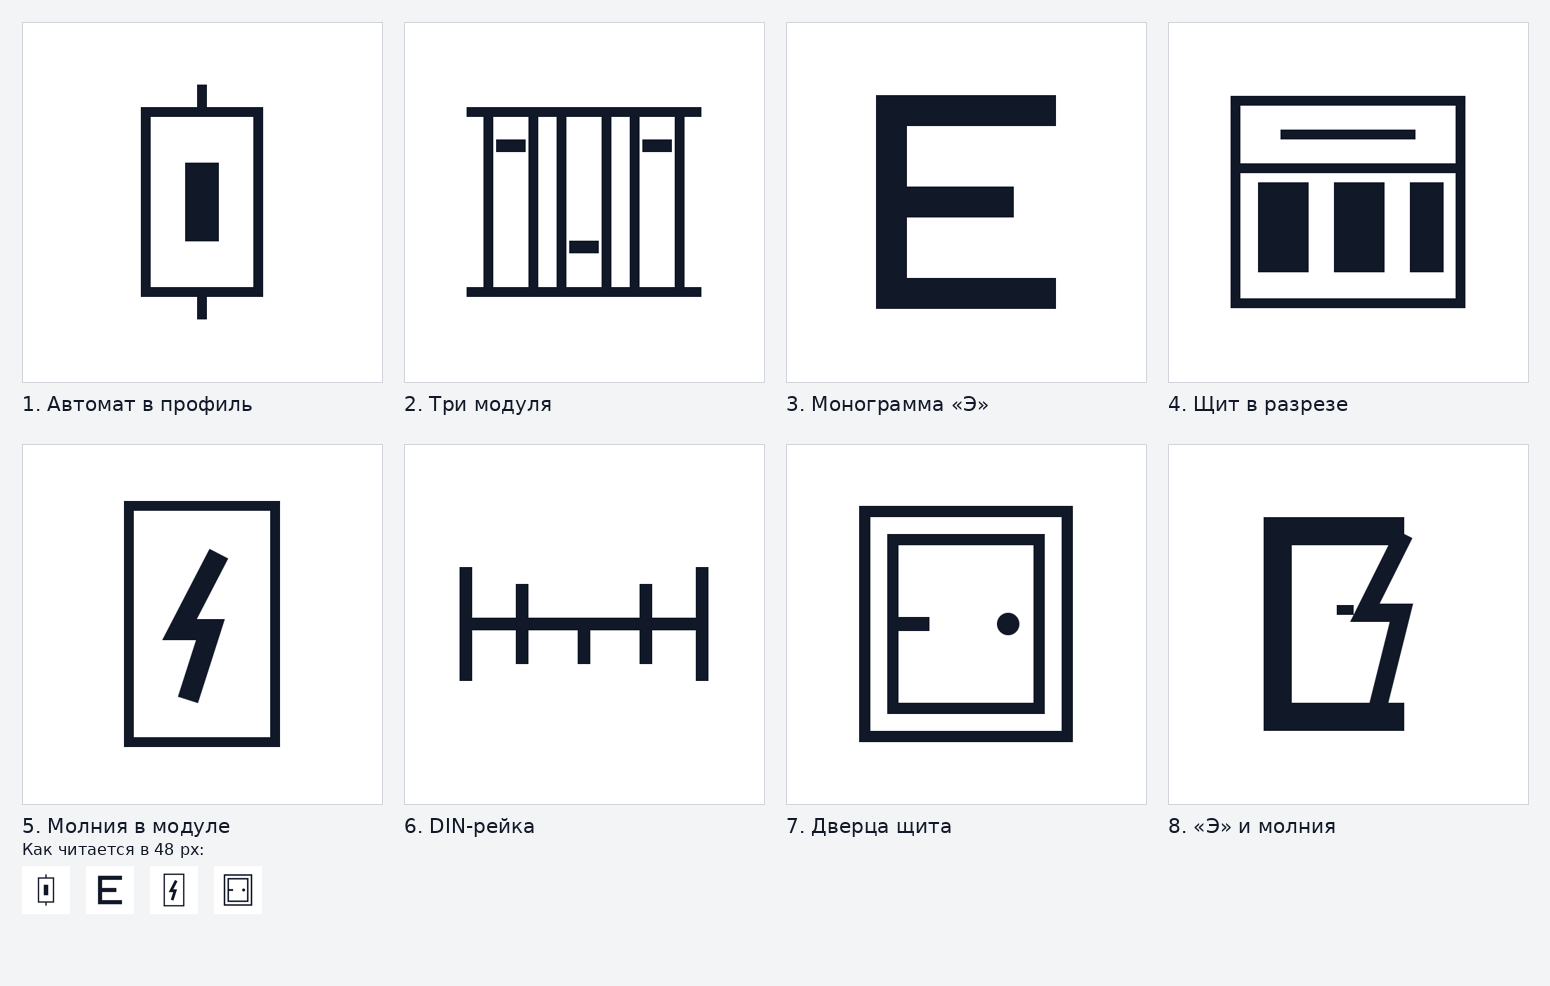 E
1. Автомат в профиль
2. Три модуля
3. Монограмма «Э»
4. Щит в разрезе
5. Молния в модуле
6. DIN-рейка
7. Дверца щита
8. «Э» и молния
Как читается в 48 px:
E